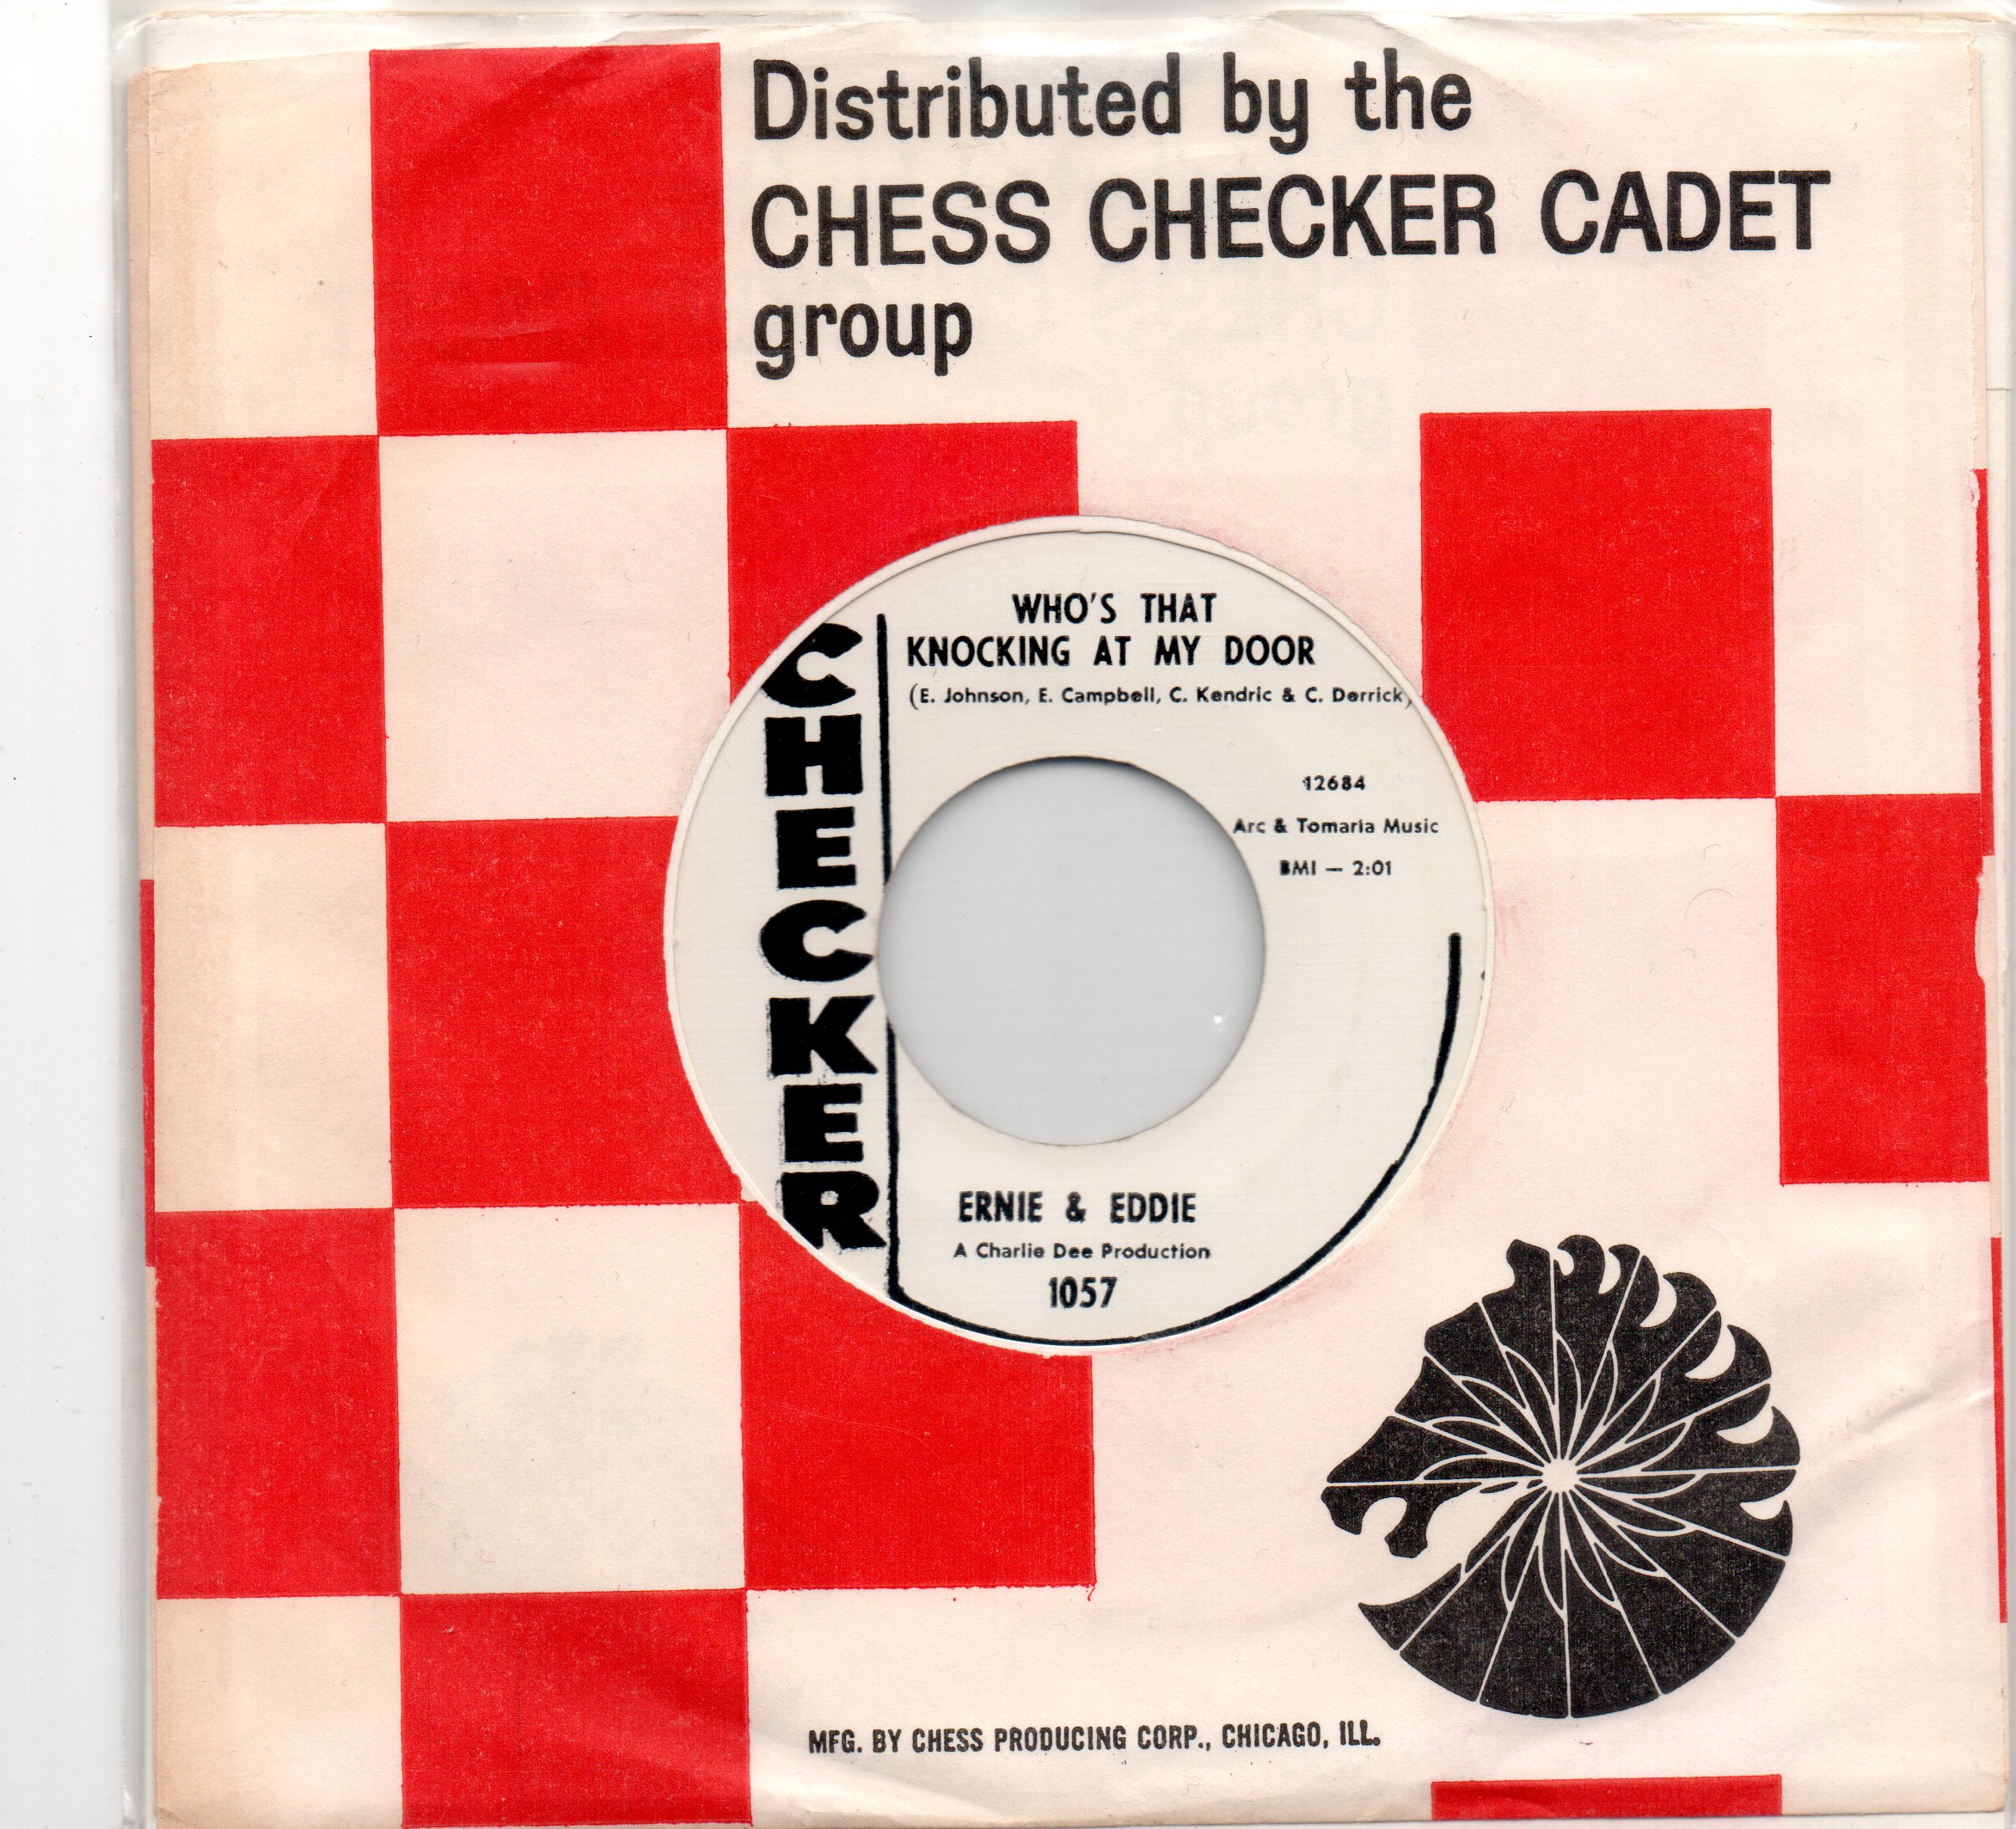 Distributed by the
CHESS CHECKER CADET
group
CHECKER
WHO'S THAT
KNOCKING AT MY DOOR
(E. Johnson, E. Campbell, C. Kendric & C. Derrick)
12684
Arc & Tomaria Music
BMI — 2:01
ERNIE & EDDIE
A Charlie Dee Production
1057
MFG. BY CHESS PRODUCING CORP., CHICAGO, ILL.